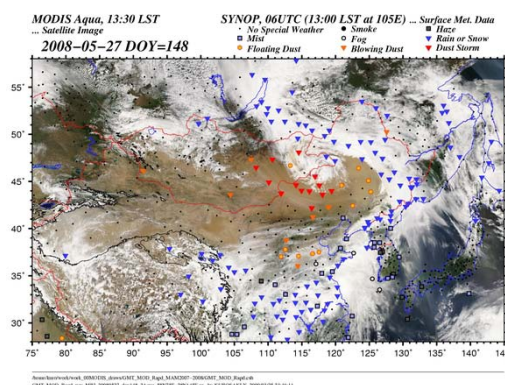 MODIS Aqua, 13:30 LST
SYNOP, 06UTC (13:00 LST at 105E) ... Surface Met. Data
... Satellite Image
2008-05-27 DOY=148
No Special Weather
Smoke
Haze
Mist
Fog
Rain or Snow
Floating Dust
Blowing Dust
Dust Storm
55˚
50˚
45˚
40˚
35˚
30˚
75˚ 80˚ 85˚ 90˚ 95˚ 100˚ 105˚ 110˚ 115˚ 120˚ 125˚ 130˚ 135˚ 140˚ 145